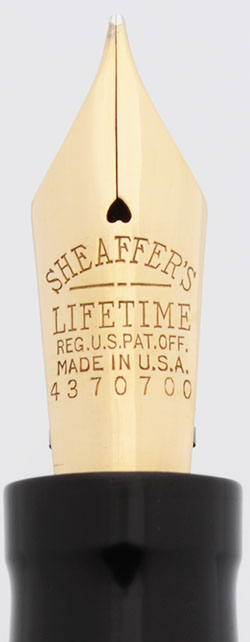 SHEAFFER'S
LIFETIME
REG.U.S.PAT.OFF.
MADE IN U.S.A.
4370700